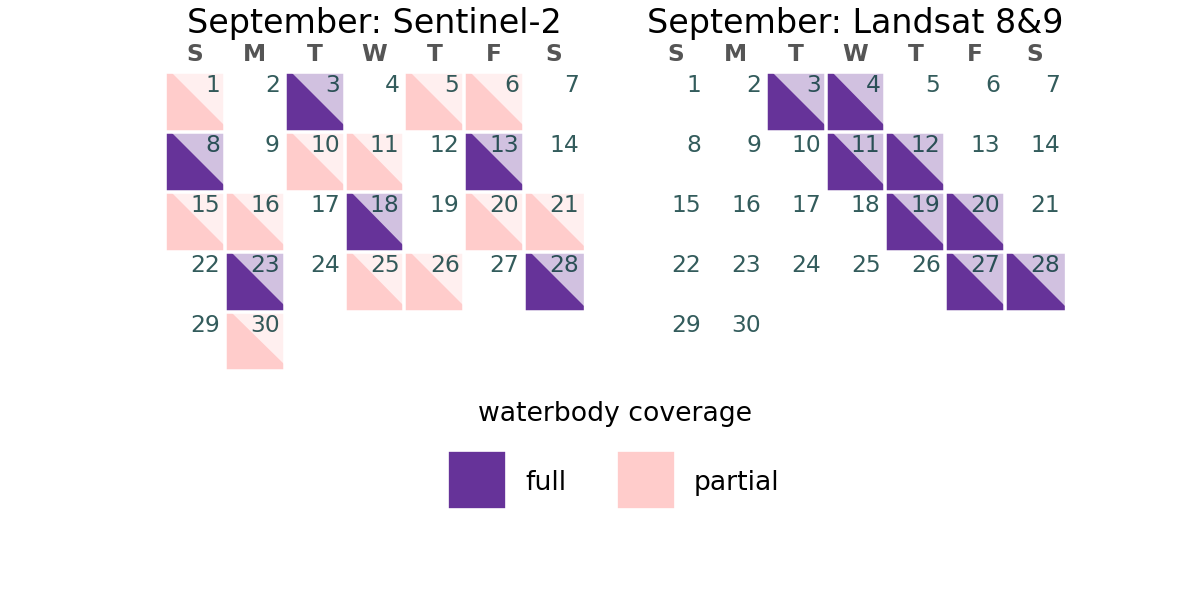 September: Sentinel-2
S M T W T F S
1 2 3 4 5 6 7
8 9 10 11 12 13 14
15 16 17 18 19 20 21
22 23 24 25 26 27 28
29 30
September: Landsat 8&9
S M T W T F S
1 2 3 4 5 6 7
8 9 10 11 12 13 14
15 16 17 18 19 20 21
22 23 24 25 26 27 28
29 30
waterbody coverage
full partial